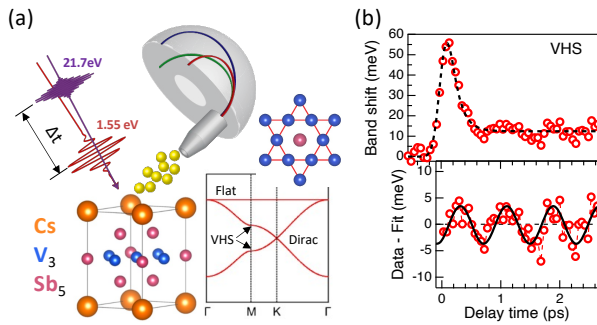 (a)
21.7eV
Δt
1.55 eV
Cs
V3
Sb5
Flat
VHS
Dirac
Γ M K Γ
(b)
VHS
Band shift (meV)
60
50
40
30
20
10
0
Data - Fit (meV)
10
5
0
-5
-10
0 1 2
Delay time (ps)